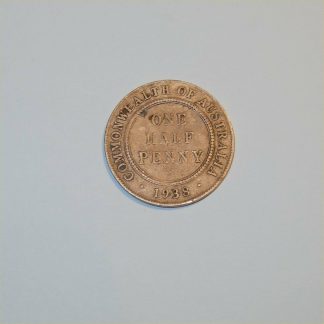 COMMONWEALTH OF AUSTRALIA
ONE
HALF
PENNY
· 1938 ·